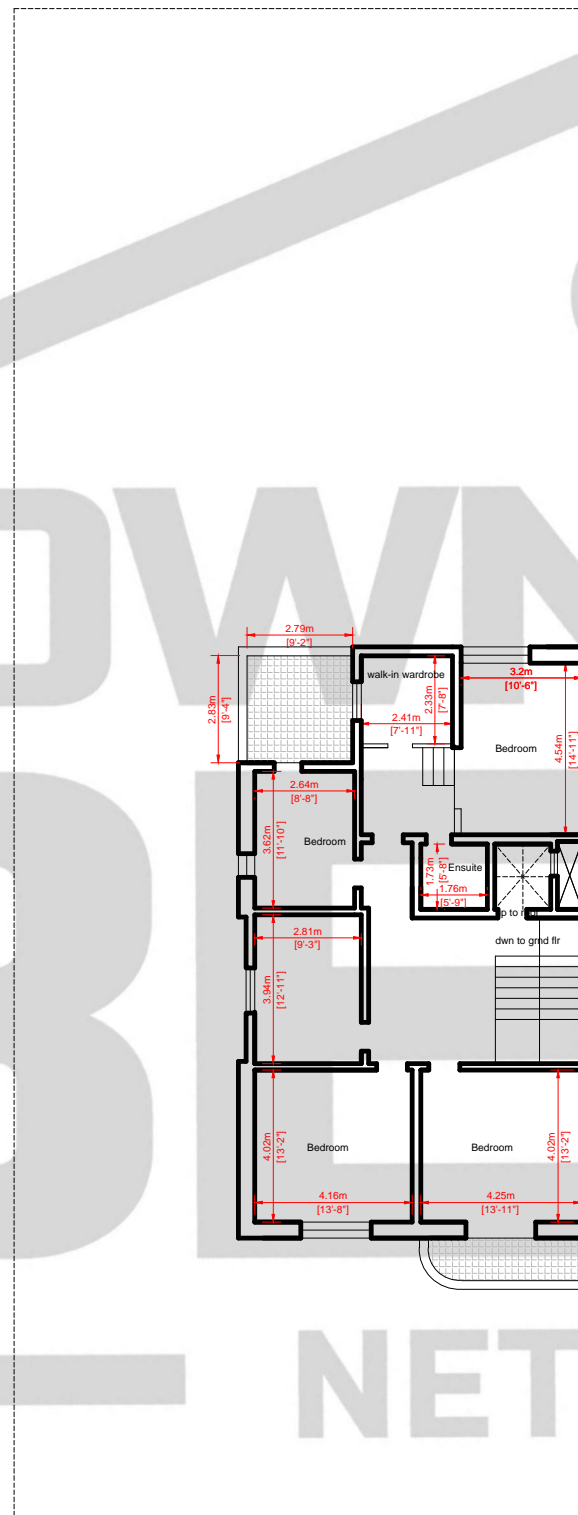 OWN
2.79m
[9'-2"]
walk-in wardrobe
2.83m
[9'-4"]
2.33m
[7'-8"]
3.2m
[10'-6"]
2.41m
[7'-11"]
Bedroom
4.54m
[14'-11"]
2.64m
[8'-8"]
3.62m
[11'-10"]
Bedroom
1.73m
[5'-8"]
Ensuite
1.76m
[5'-9"]
dwn to grnd flr
2.81m
[9'-3"]
3.94m
[12'-11"]
BE
4.02m
[13'-2"]
Bedroom
Bedroom
4.02m
[13'-2"]
4.16m
[13'-8"]
4.25m
[13'-11"]
NET